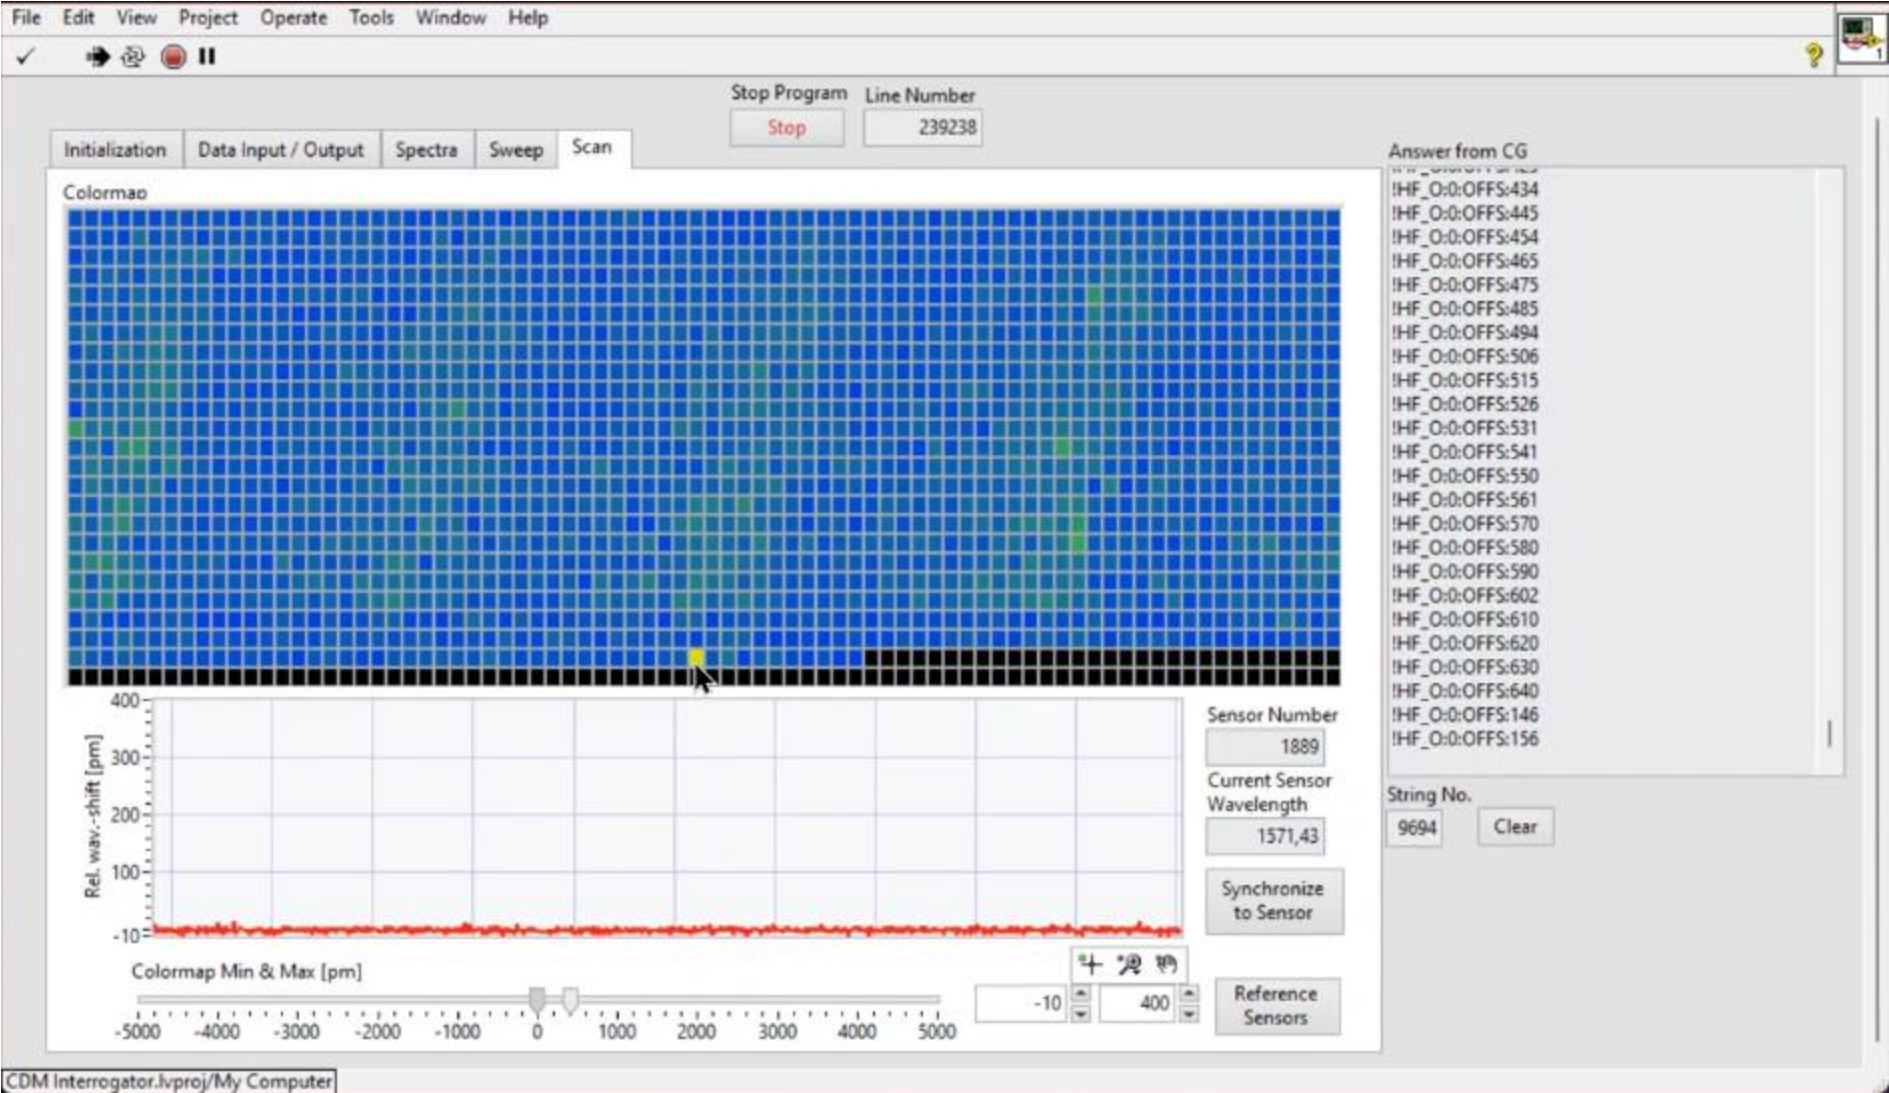 File Edit View Project Operate Tools Window Help
1
Stop Program Line Number
Stop 239238
Initialization Data Input / Output Spectra Sweep Scan
Colormap
Answer from CG
!HF_O:0:OFFS:434
!HF_O:0:OFFS:445
!HF_O:0:OFFS:454
!HF_O:0:OFFS:465
!HF_O:0:OFFS:475
!HF_O:0:OFFS:485
!HF_O:0:OFFS:494
!HF_O:0:OFFS:506
!HF_O:0:OFFS:515
!HF_O:0:OFFS:526
!HF_O:0:OFFS:531
!HF_O:0:OFFS:541
!HF_O:0:OFFS:550
!HF_O:0:OFFS:561
!HF_O:0:OFFS:570
!HF_O:0:OFFS:580
!HF_O:0:OFFS:590
!HF_O:0:OFFS:602
!HF_O:0:OFFS:610
!HF_O:0:OFFS:620
!HF_O:0:OFFS:630
!HF_O:0:OFFS:640
!HF_O:0:OFFS:146
!HF_O:0:OFFS:156
String No.
9694 Clear
Rel. wav.-shift [pm]
400
300
200
100
-10
Sensor Number
1889
Current Sensor
Wavelength
1571,43
Synchronize
to Sensor
Colormap Min & Max [pm]
-5000 -4000 -3000 -2000 -1000 0 1000 2000 3000 4000 5000
-10 400
Reference
Sensors
CDM Interrogator.lvproj/My Computer